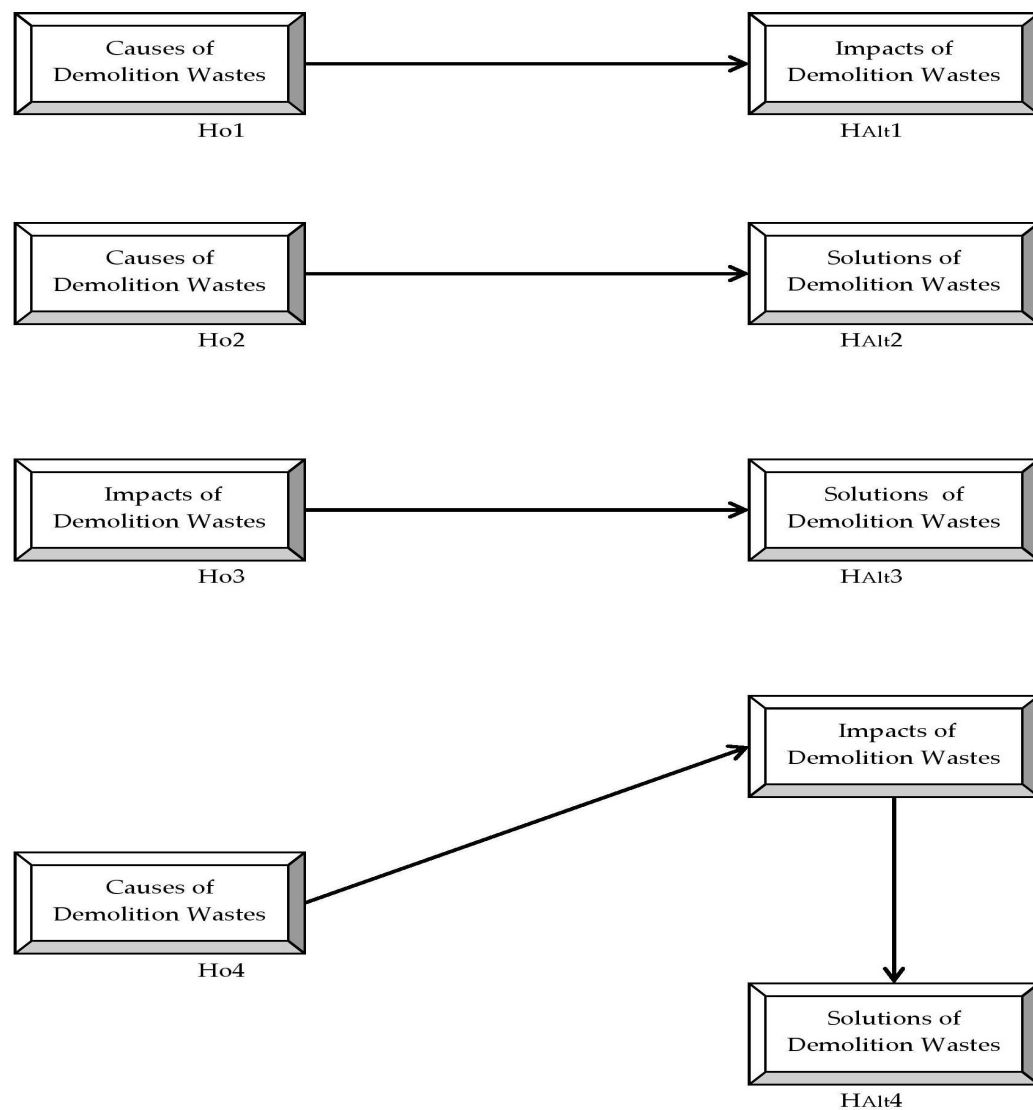 Causes of
Demolition Wastes
Impacts of
Demolition Wastes
Ho1
HAlt1
Causes of
Demolition Wastes
Solutions of
Demolition Wastes
Ho2
HAlt2
Impacts of
Demolition Wastes
Solutions of
Demolition Wastes
Ho3
HAlt3
Impacts of
Demolition Wastes
Causes of
Demolition Wastes
Ho4
Solutions of
Demolition Wastes
HAlt4